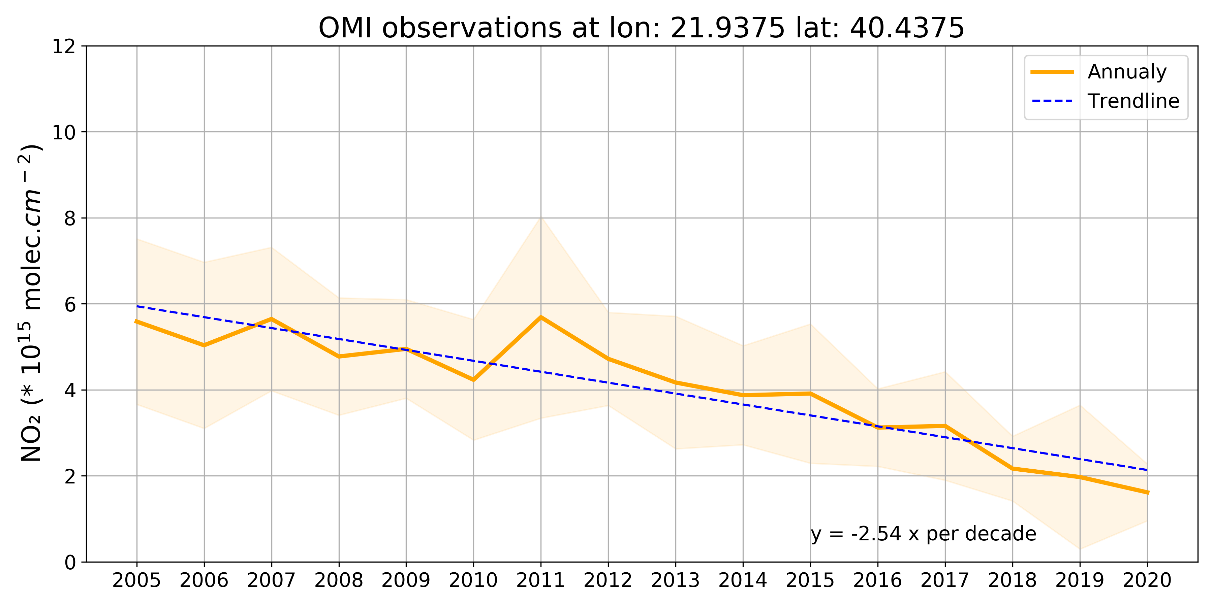 OMI observations at lon: 21.9375 lat: 40.4375
12
10
8
6
4
2
0
NO₂ (* 10¹⁵ molec.cm⁻²)
Annualy
Trendline
y = -2.54 x per decade
2005 2006 2007 2008 2009 2010 2011 2012 2013 2014 2015 2016 2017 2018 2019 2020